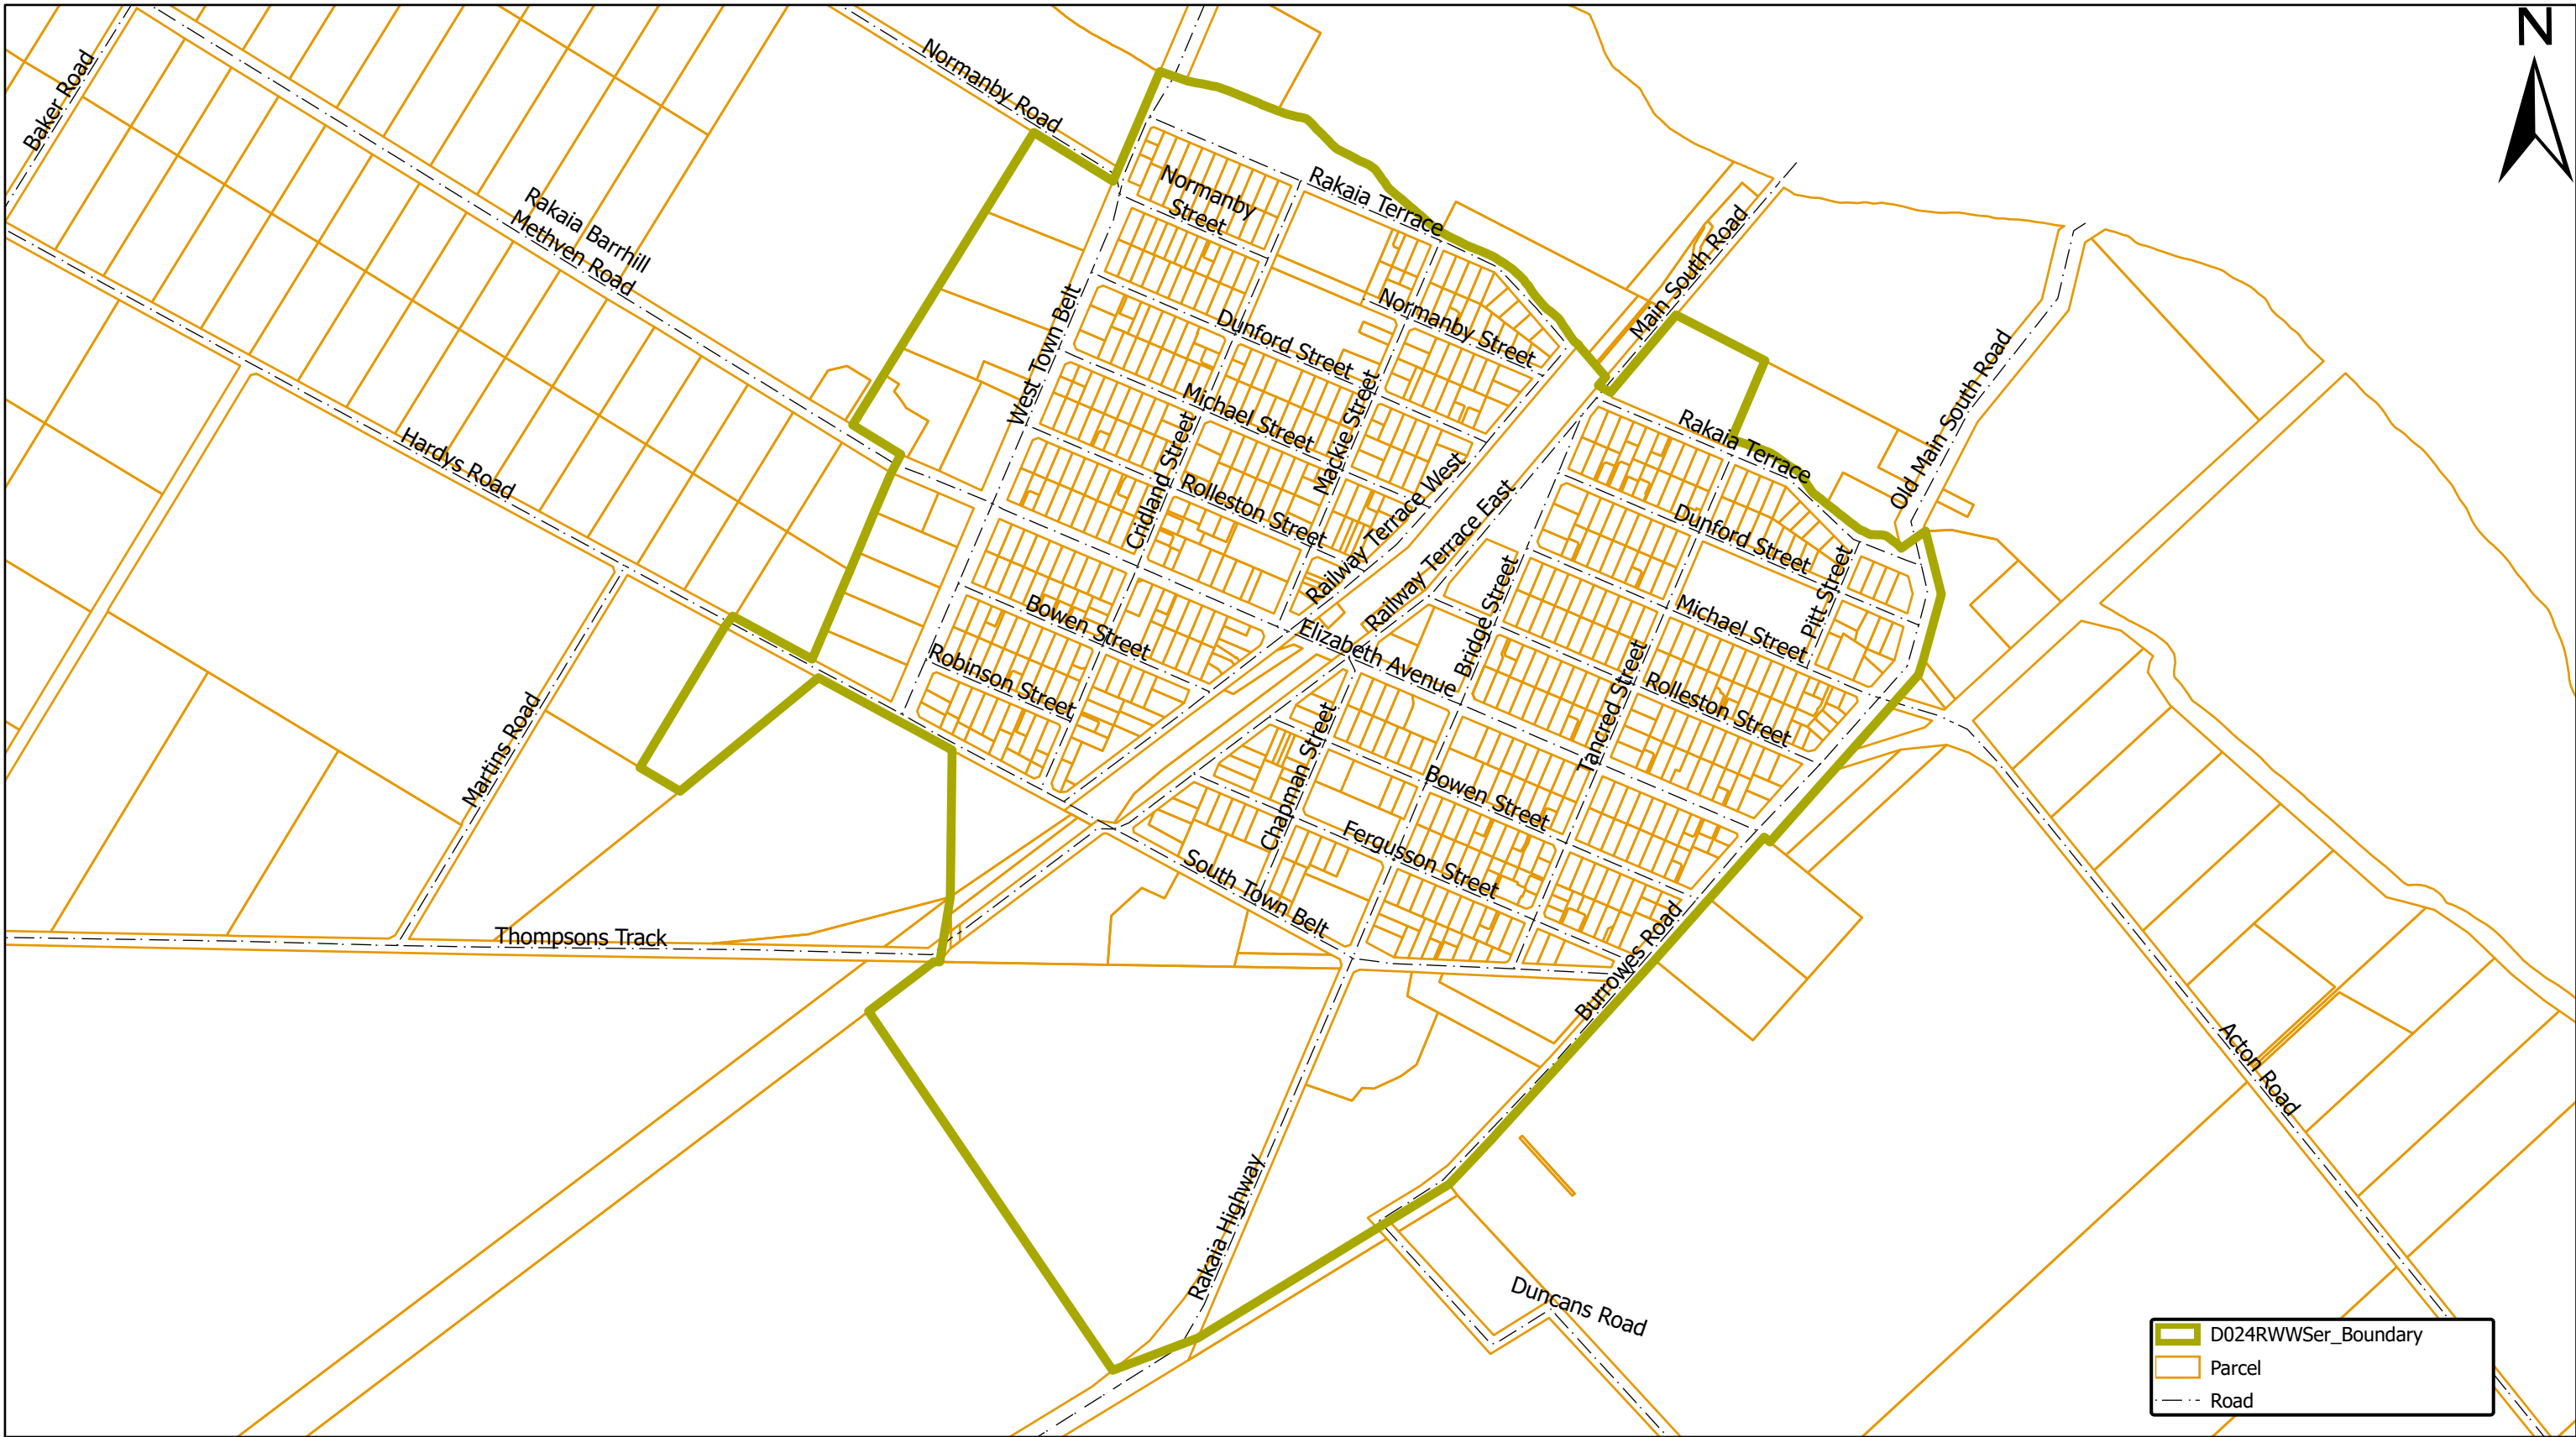 N
Baker Road
Normanby Road
Rakaia Barrhill
Methven Road
Normanby
Street
Rakaia Terrace
Main South Road
Normanby Street
Dunford Street
West Town Belt
Michael Street
Mackie Street
Cridland Street
Rolleston Street
Railway Terrace West
Railway Terrace East
Rakaia Terrace
Old Main South Road
Hardys Road
Dunford Street
Pitt Street
Bridge Street
Michael Street
Bowen Street
Elizabeth Avenue
Robinson Street
Tancred Street
Rolleston Street
Martins Road
Chapman Street
Bowen Street
Fergusson Street
South Town Belt
Thompsons Track
Burrowes Road
Acton Road
Rakaia Highway
Duncans Road
D024RWWSer_Boundary
Parcel
Road